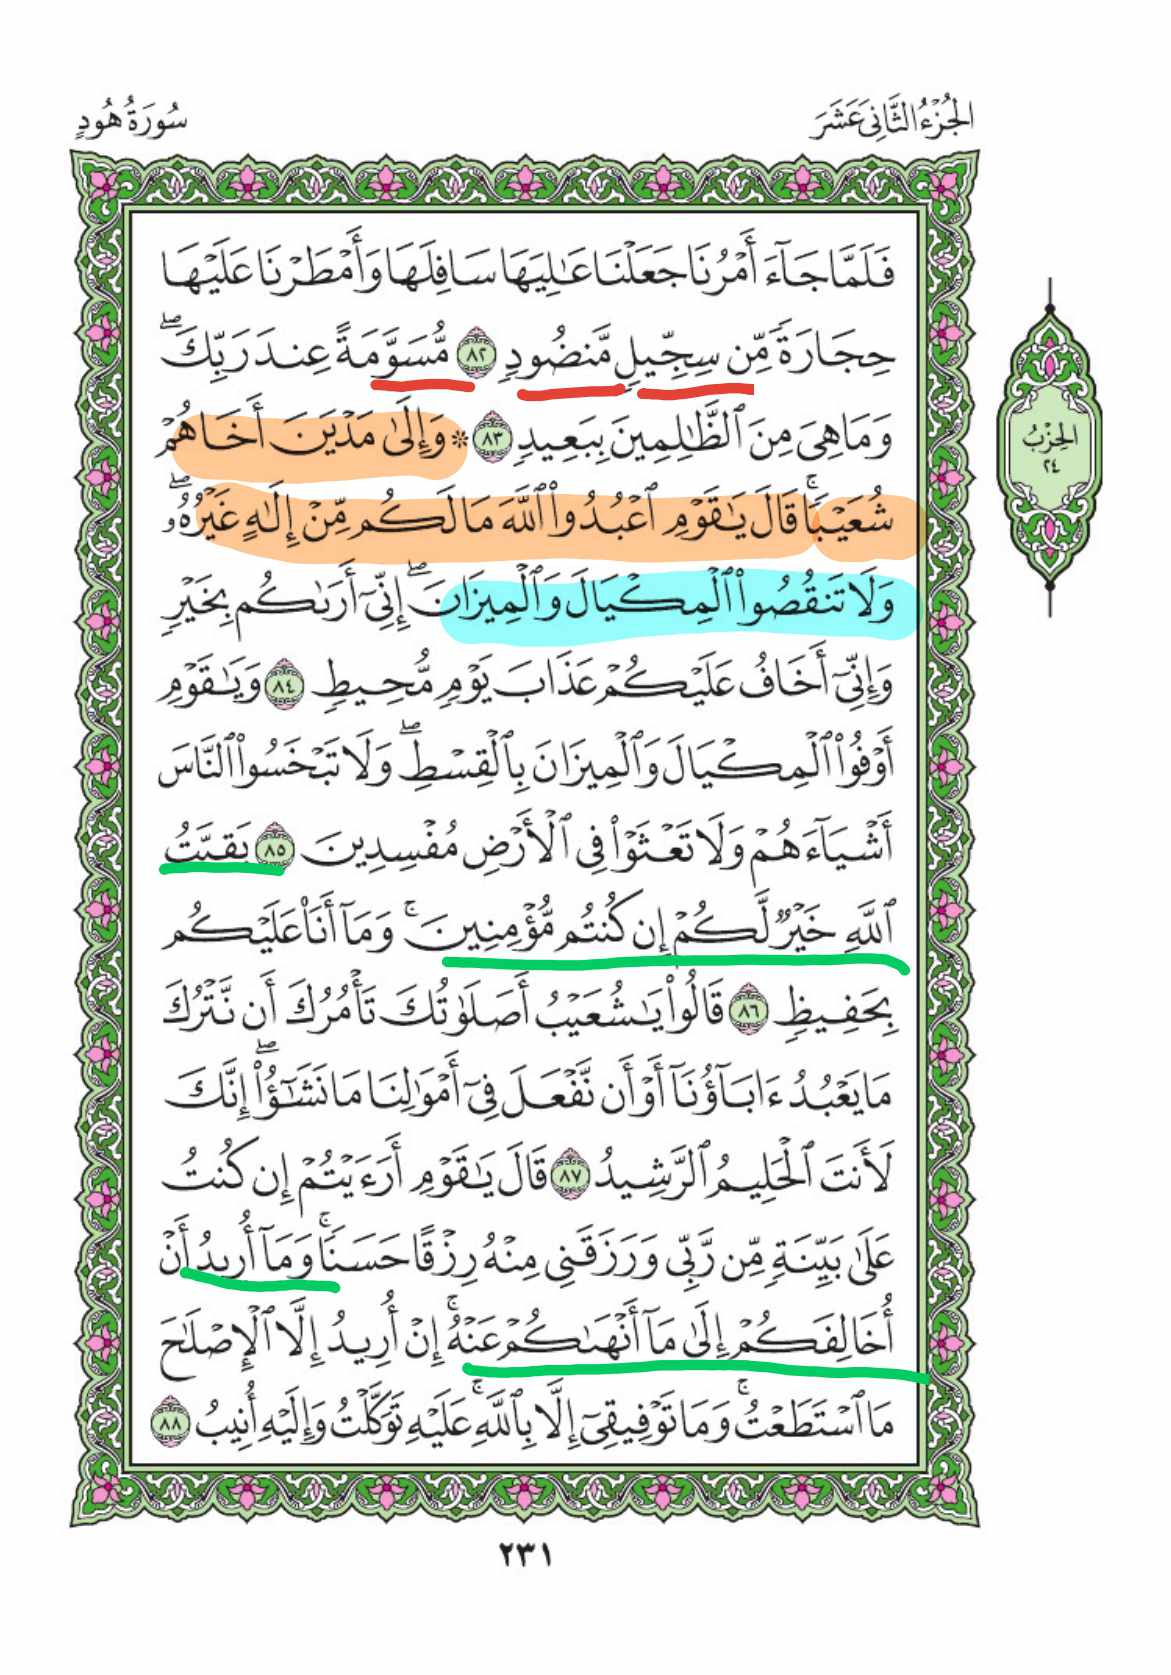 الجُزْءُ الثَّانِي عَشَرَ
سُورَةُ هُودٍ
فَلَمَّا جَآءَ أَمْرُنَا جَعَلْنَا عَٰلِيَهَا سَافِلَهَا وَأَمْطَرْنَا عَلَيْهَا
حِجَارَةً مِّن سِجِّيلٍ مَّنضُودٍ ٨٢ مُّسَوَّمَةً عِندَ رَبِّكَۖ
وَمَا هِيَ مِنَ ٱلظَّٰلِمِينَ بِبَعِيدٍ ٨٣ ۞ وَإِلَىٰ مَدْيَنَ أَخَاهُمْ
شُعَيْبًاۚ قَالَ يَٰقَوْمِ ٱعْبُدُوا۟ ٱللَّهَ مَا لَكُم مِّنْ إِلَٰهٍ غَيْرُهُۥۖ
وَلَا تَنقُصُوا۟ ٱلْمِكْيَالَ وَٱلْمِيزَانَۖ إِنِّىٓ أَرَىٰكُم بِخَيْرٍ
وَإِنِّىٓ أَخَافُ عَلَيْكُمْ عَذَابَ يَوْمٍ مُّحِيطٍ ٨٤ وَيَٰقَوْمِ
أَوْفُوا۟ ٱلْمِكْيَالَ وَٱلْمِيزَانَ بِٱلْقِسْطِۖ وَلَا تَبْخَسُوا۟ ٱلنَّاسَ
أَشْيَآءَهُمْ وَلَا تَعْثَوْا۟ فِى ٱلْأَرْضِ مُفْسِدِينَ ٨٥ بَقِيَّتُ
ٱللَّهِ خَيْرٌ لَّكُمْ إِن كُنتُم مُّؤْمِنِينَۚ وَمَآ أَنَا۠ عَلَيْكُم
بِحَفِيظٍ ٨٦ قَالُوا۟ يَٰشُعَيْبُ أَصَلَوٰتُكَ تَأْمُرُكَ أَن نَّتْرُكَ
مَا يَعْبُدُ ءَابَآؤُنَآ أَوْ أَن نَّفْعَلَ فِىٓ أَمْوَٰلِنَا مَا نَشَٰٓؤُا۟ۖ إِنَّكَ
لَأَنتَ ٱلْحَلِيمُ ٱلرَّشِيدُ ٨٧ قَالَ يَٰقَوْمِ أَرَءَيْتُمْ إِن كُنتُ
عَلَىٰ بَيِّنَةٍ مِّن رَّبِّى وَرَزَقَنِى مِنْهُ رِزْقًا حَسَنًاۚ وَمَآ أُرِيدُ أَنْ
أُخَالِفَكُمْ إِلَىٰ مَآ أَنْهَىٰكُمْ عَنْهُۚ إِنْ أُرِيدُ إِلَّا ٱلْإِصْلَٰحَ
مَا ٱسْتَطَعْتُۚ وَمَا تَوْفِيقِىٓ إِلَّا بِٱللَّهِۚ عَلَيْهِ تَوَكَّلْتُ وَإِلَيْهِ أُنِيبُ ٨٨
الحِزْبُ
٢٤
٢٣١